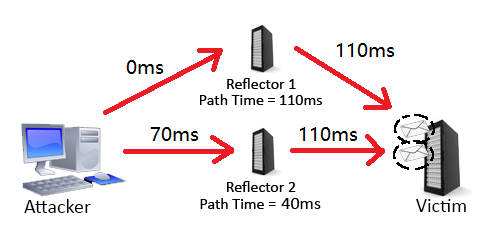 0ms
110ms
Reflector 1
Path Time = 110ms
70ms
110ms
Reflector 2
Path Time = 40ms
Attacker
Victim